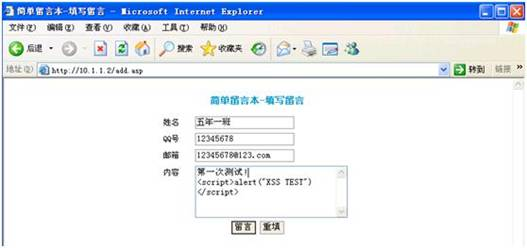 简单留言本-填写留言 - Microsoft Internet Explorer
文件(F) 编辑(E) 查看(V) 收藏(A) 工具(T) 帮助(H)
后退 搜索 收藏夹
地址(D) http://10.1.1.2/add.asp 转到 链接 »
简单留言本-填写留言
姓名 五年一班
QQ号 12345678
邮箱 12345678@123.com
内容 第一次测试!
<script>alert("XSS TEST")
</script>
留言 重填